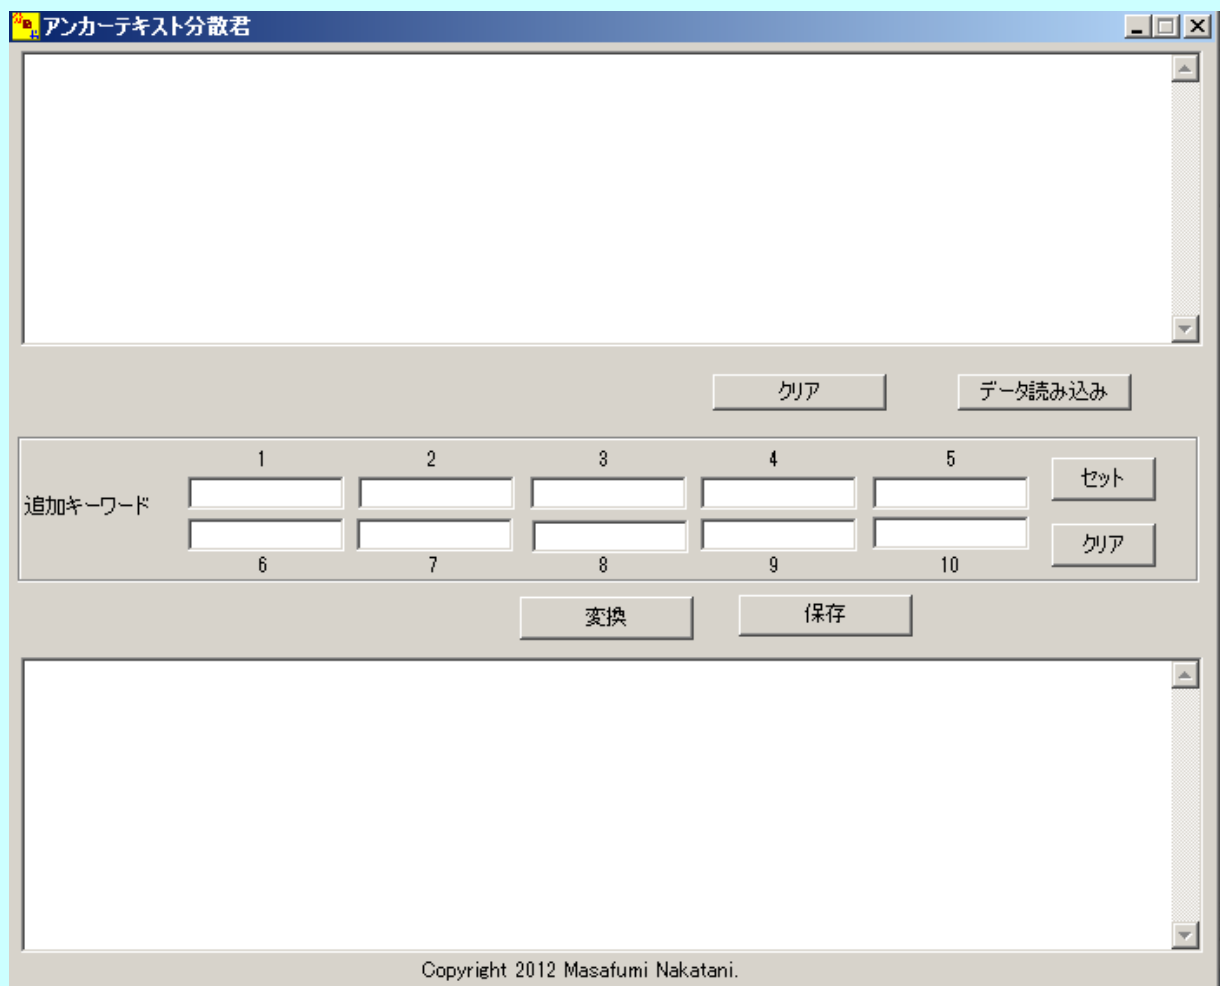 アンカーテキスト分散君
クリア データ読み込み
1 2 3 4 5
セット
追加キーワード
クリア
6 7 8 9 10
変換 保存
Copyright 2012 Masafumi Nakatani.